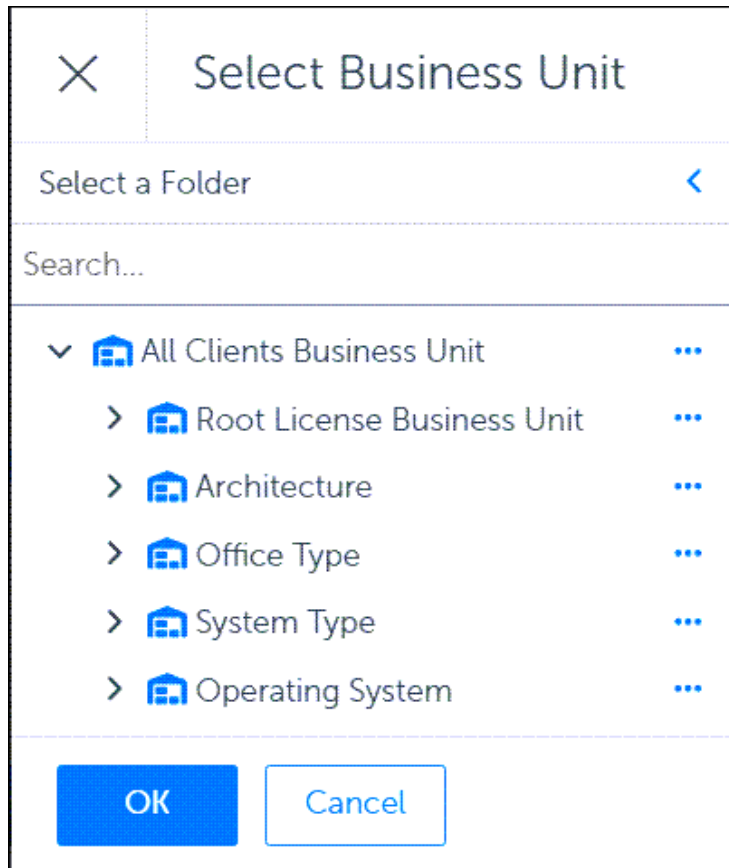 Select Business Unit
Select a Folder
Search...
All Clients Business Unit
Root License Business Unit
Architecture
Office Type
System Type
Operating System
OK
Cancel